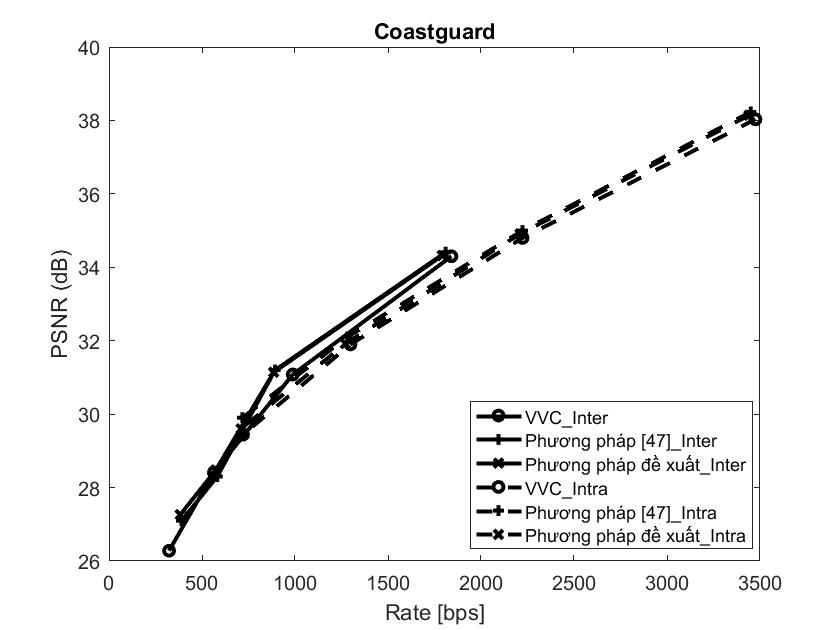 Coastguard
40
38
36
34
32
30
28
26
PSNR (dB)
VVC_Inter
Phương pháp [47]_Inter
Phương pháp đề xuất_Inter
VVC_Intra
Phương pháp [47]_Intra
Phương pháp đề xuất_Intra
0 500 1000 1500 2000 2500 3000 3500
Rate [bps]